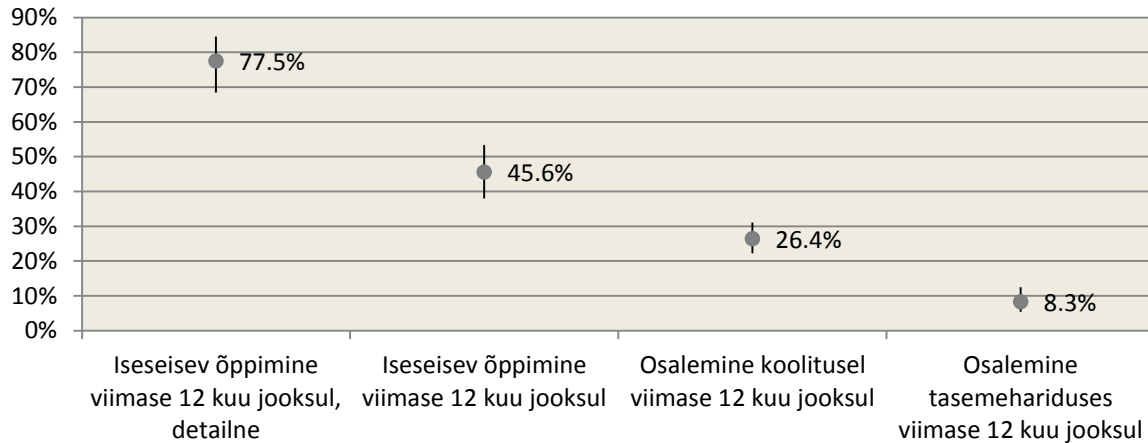 90%
80%
70%
60%
50%
40%
30%
20%
10%
0%
77.5%
45.6%
26.4%
8.3%
Iseseisev õppimine
viimase 12 kuu jooksul,
detailne
Iseseisev õppimine
viimase 12 kuu jooksul
Osalemine koolitusel
viimase 12 kuu jooksul
Osalemine
tasemehariduses
viimase 12 kuu jooksul